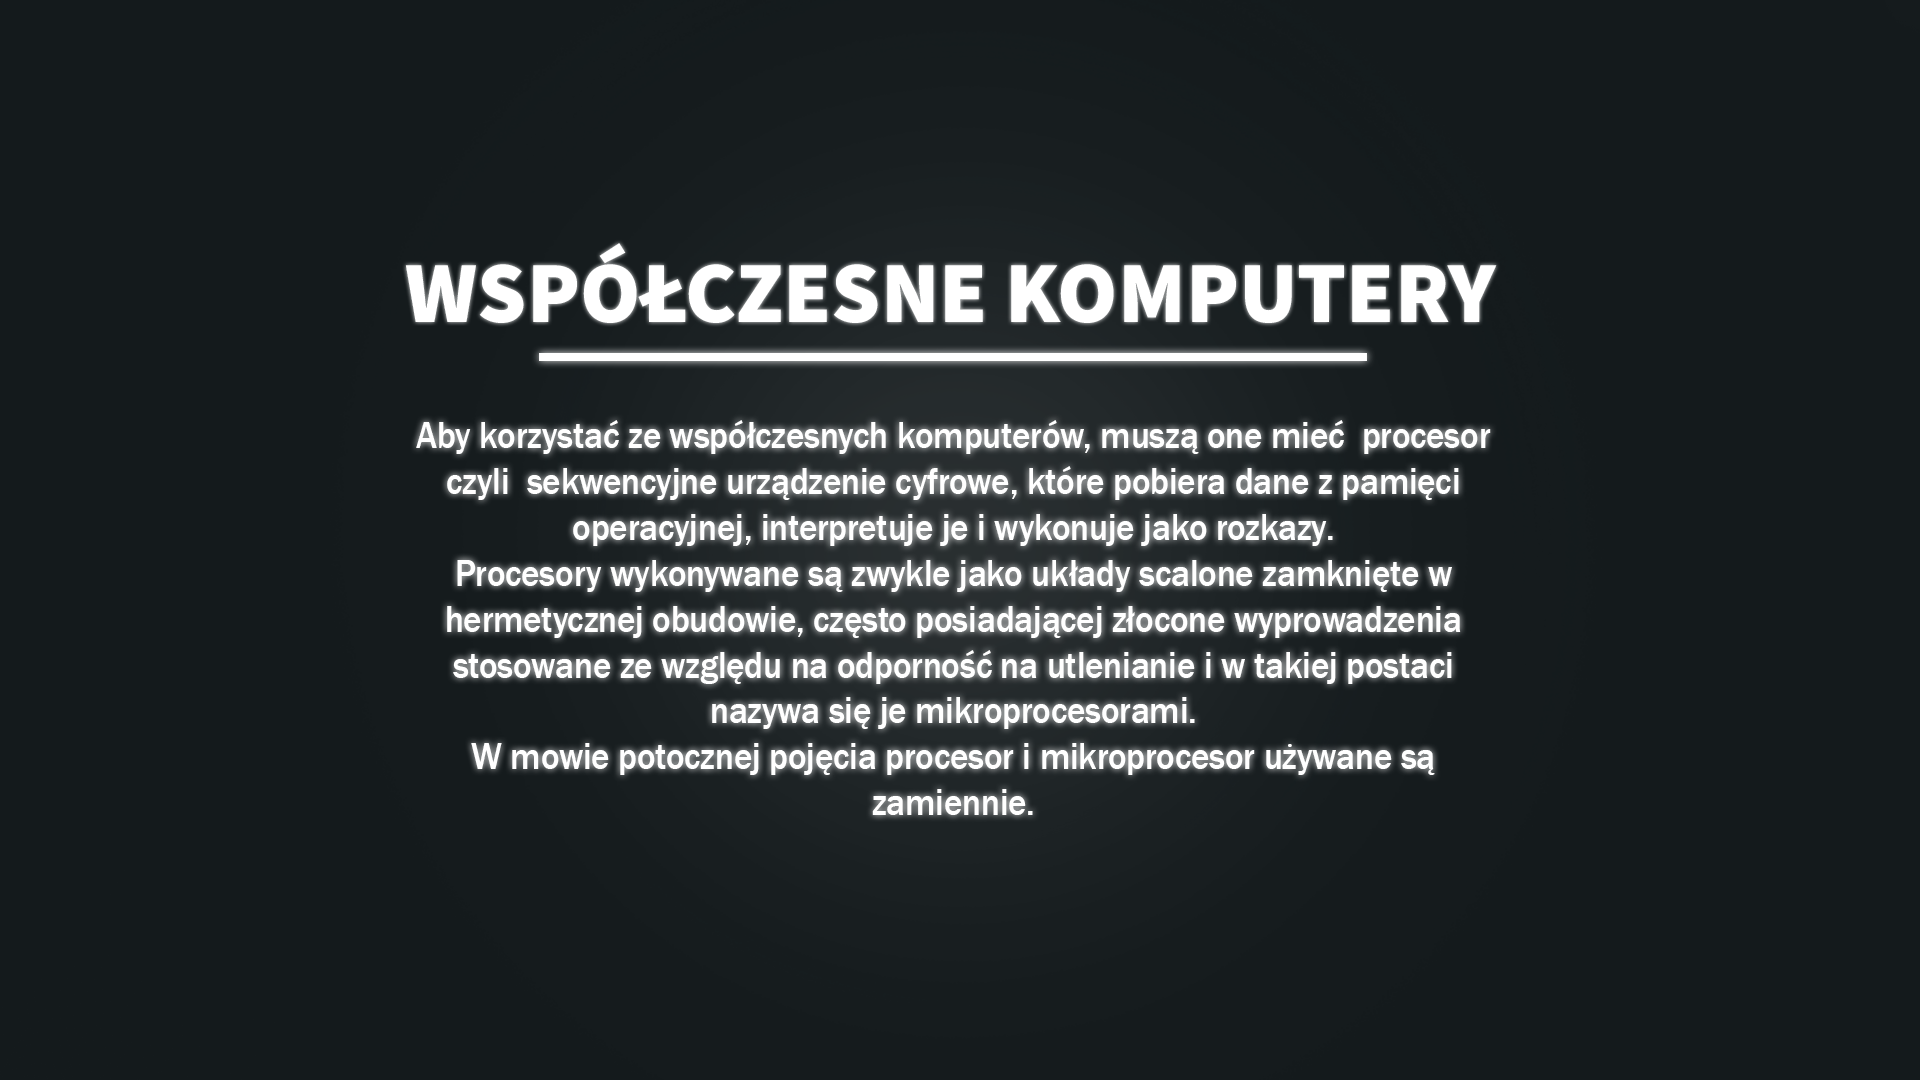 WSPÓŁCZESNE KOMPUTERY
Aby korzystać ze współczesnych komputerów, muszą one mieć  procesor
czyli  sekwencyjne urządzenie cyfrowe, które pobiera dane z pamięci
operacyjnej, interpretuje je i wykonuje jako rozkazy.
Procesory wykonywane są zwykle jako układy scalone zamknięte w
hermetycznej obudowie, często posiadającej złocone wyprowadzenia
stosowane ze względu na odporność na utlenianie i w takiej postaci
nazywa się je mikroprocesorami.
W mowie potocznej pojęcia procesor i mikroprocesor używane są
zamiennie.